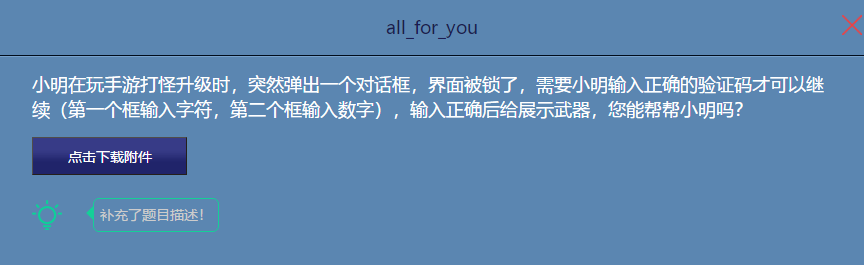 all_for_you
小明在玩手游打怪升级时，突然弹出一个对话框，界面被锁了，需要小明输入正确的验证码才可以继
续（第一个框输入字符，第二个框输入数字），输入正确后给展示武器，您能帮帮小明吗？
点击下载附件
补充了题目描述！